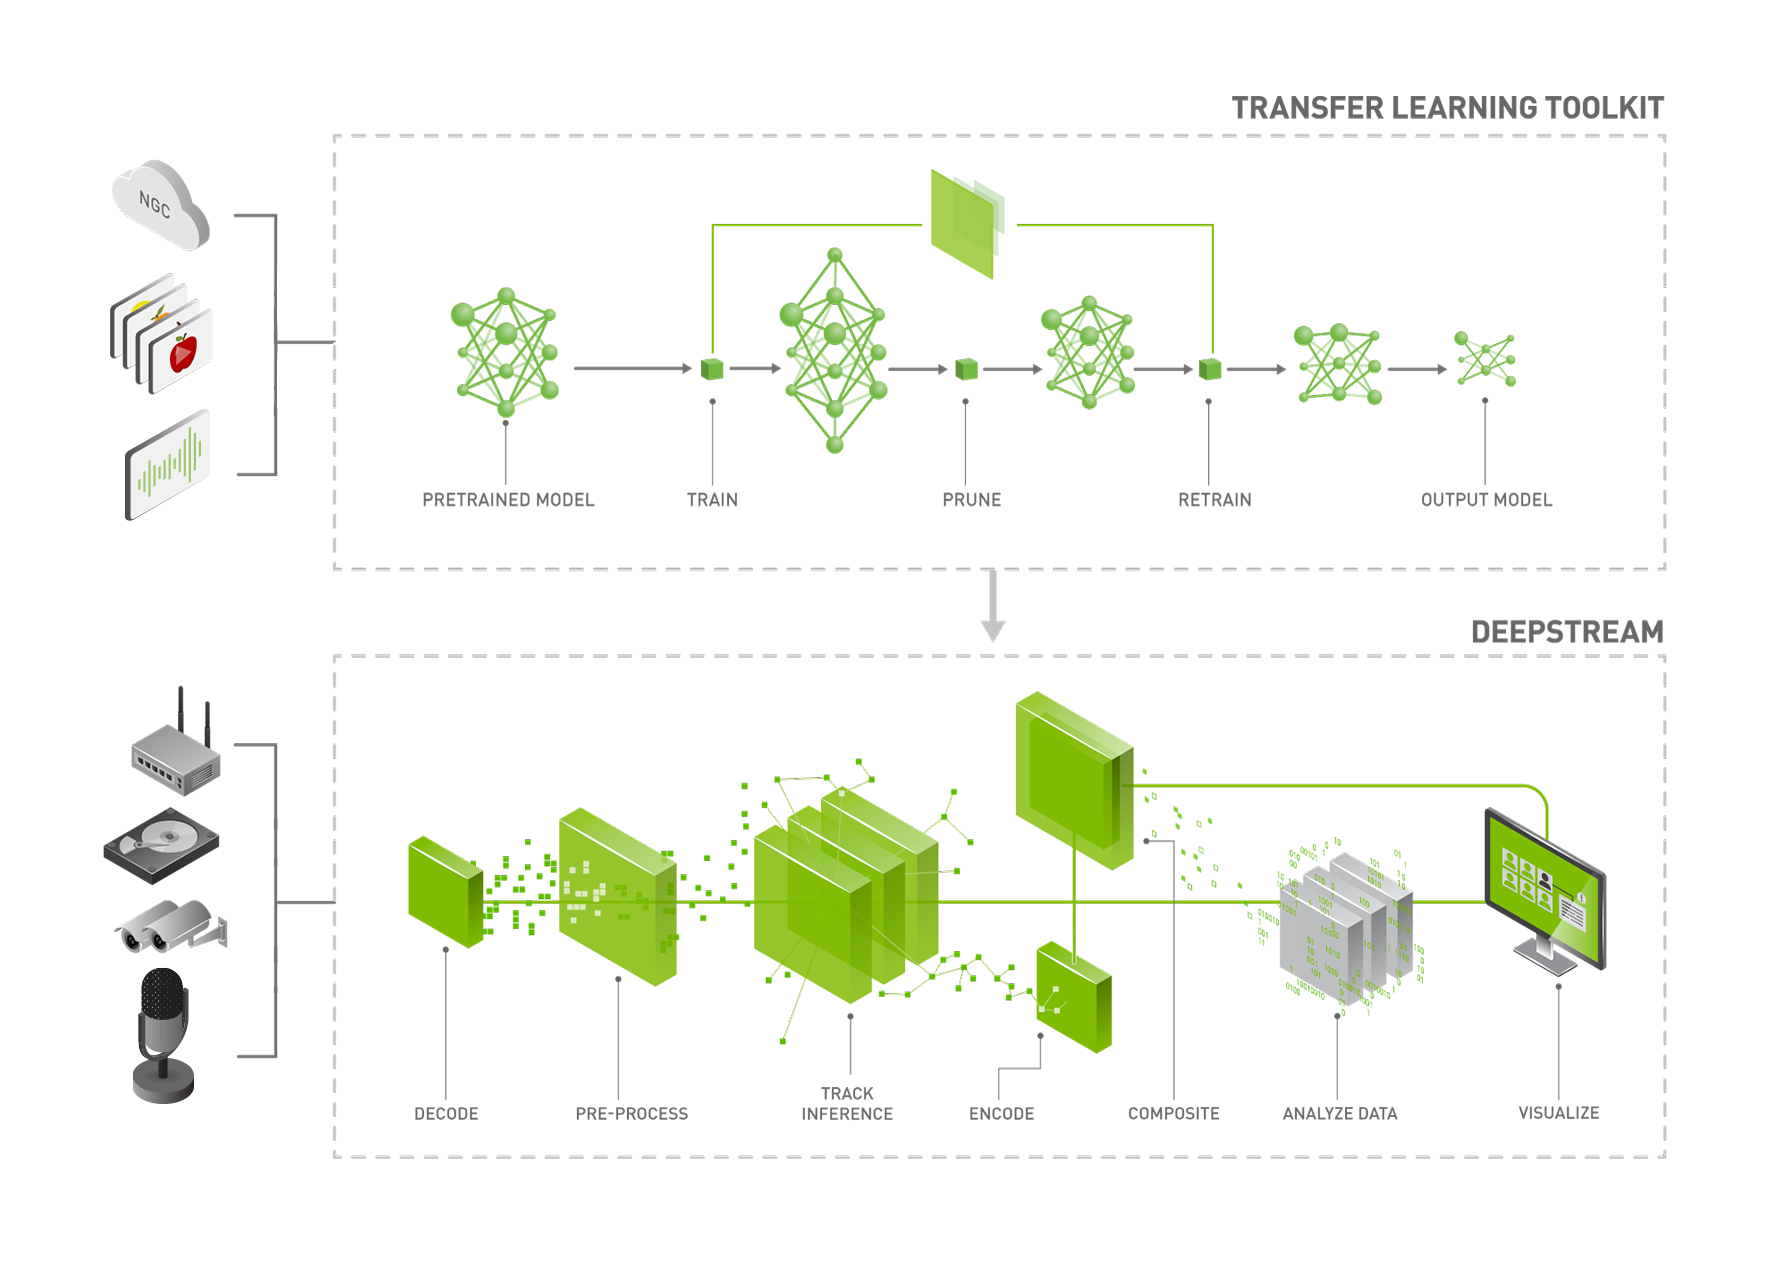 TRANSFER LEARNING TOOLKIT
NGC
PRETRAINED MODEL
TRAIN
PRUNE
RETRAIN
OUTPUT MODEL
DEEPSTREAM
DECODE
PRE-PROCESS
TRACK
INFERENCE
ENCODE
COMPOSITE
ANALYZE DATA
VISUALIZE